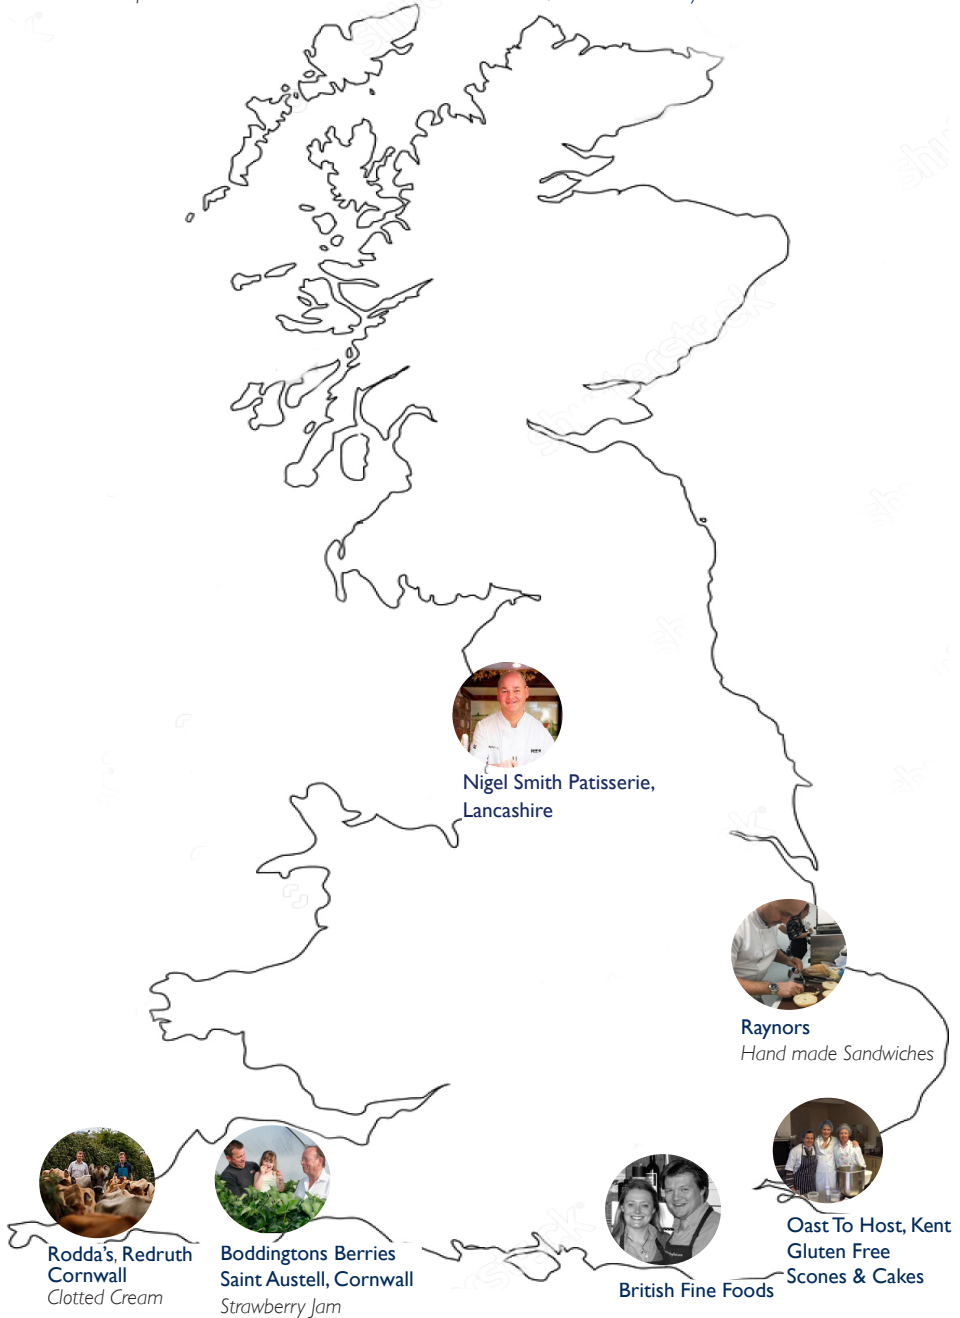 Nigel Smith Patisserie,
Lancashire
Raynors
Hand made Sandwiches
Rodda's, Redruth
Cornwall
Clotted Cream
Boddingtons Berries
Saint Austell, Cornwall
Strawberry Jam
British Fine Foods
Oast To Host, Kent
Gluten Free
Scones & Cakes